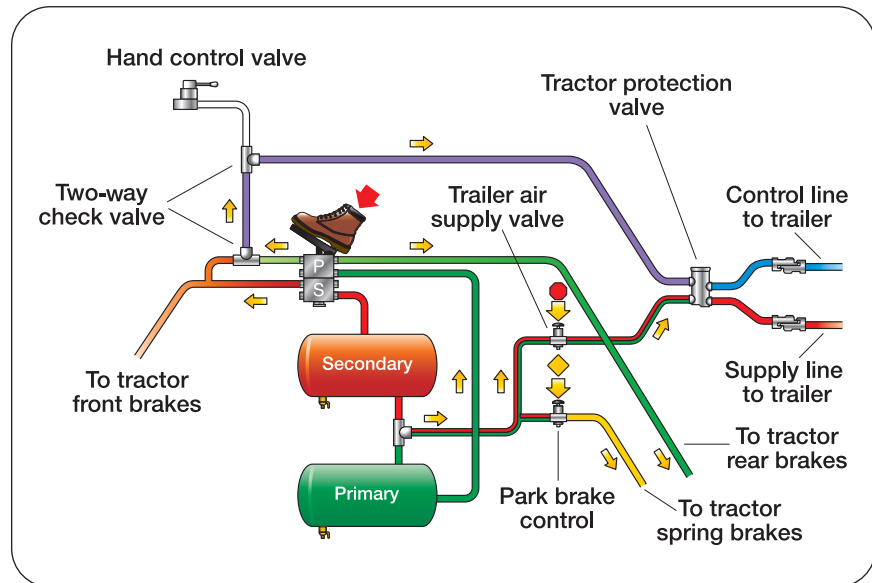 Hand control valve
Tractor protection
valve
Two-way
check valve
Trailer air
supply valve
Control line
to trailer
P
S
Secondary
To tractor
front brakes
Supply line
to trailer
Primary
Park brake
control
To tractor
rear brakes
To tractor
spring brakes